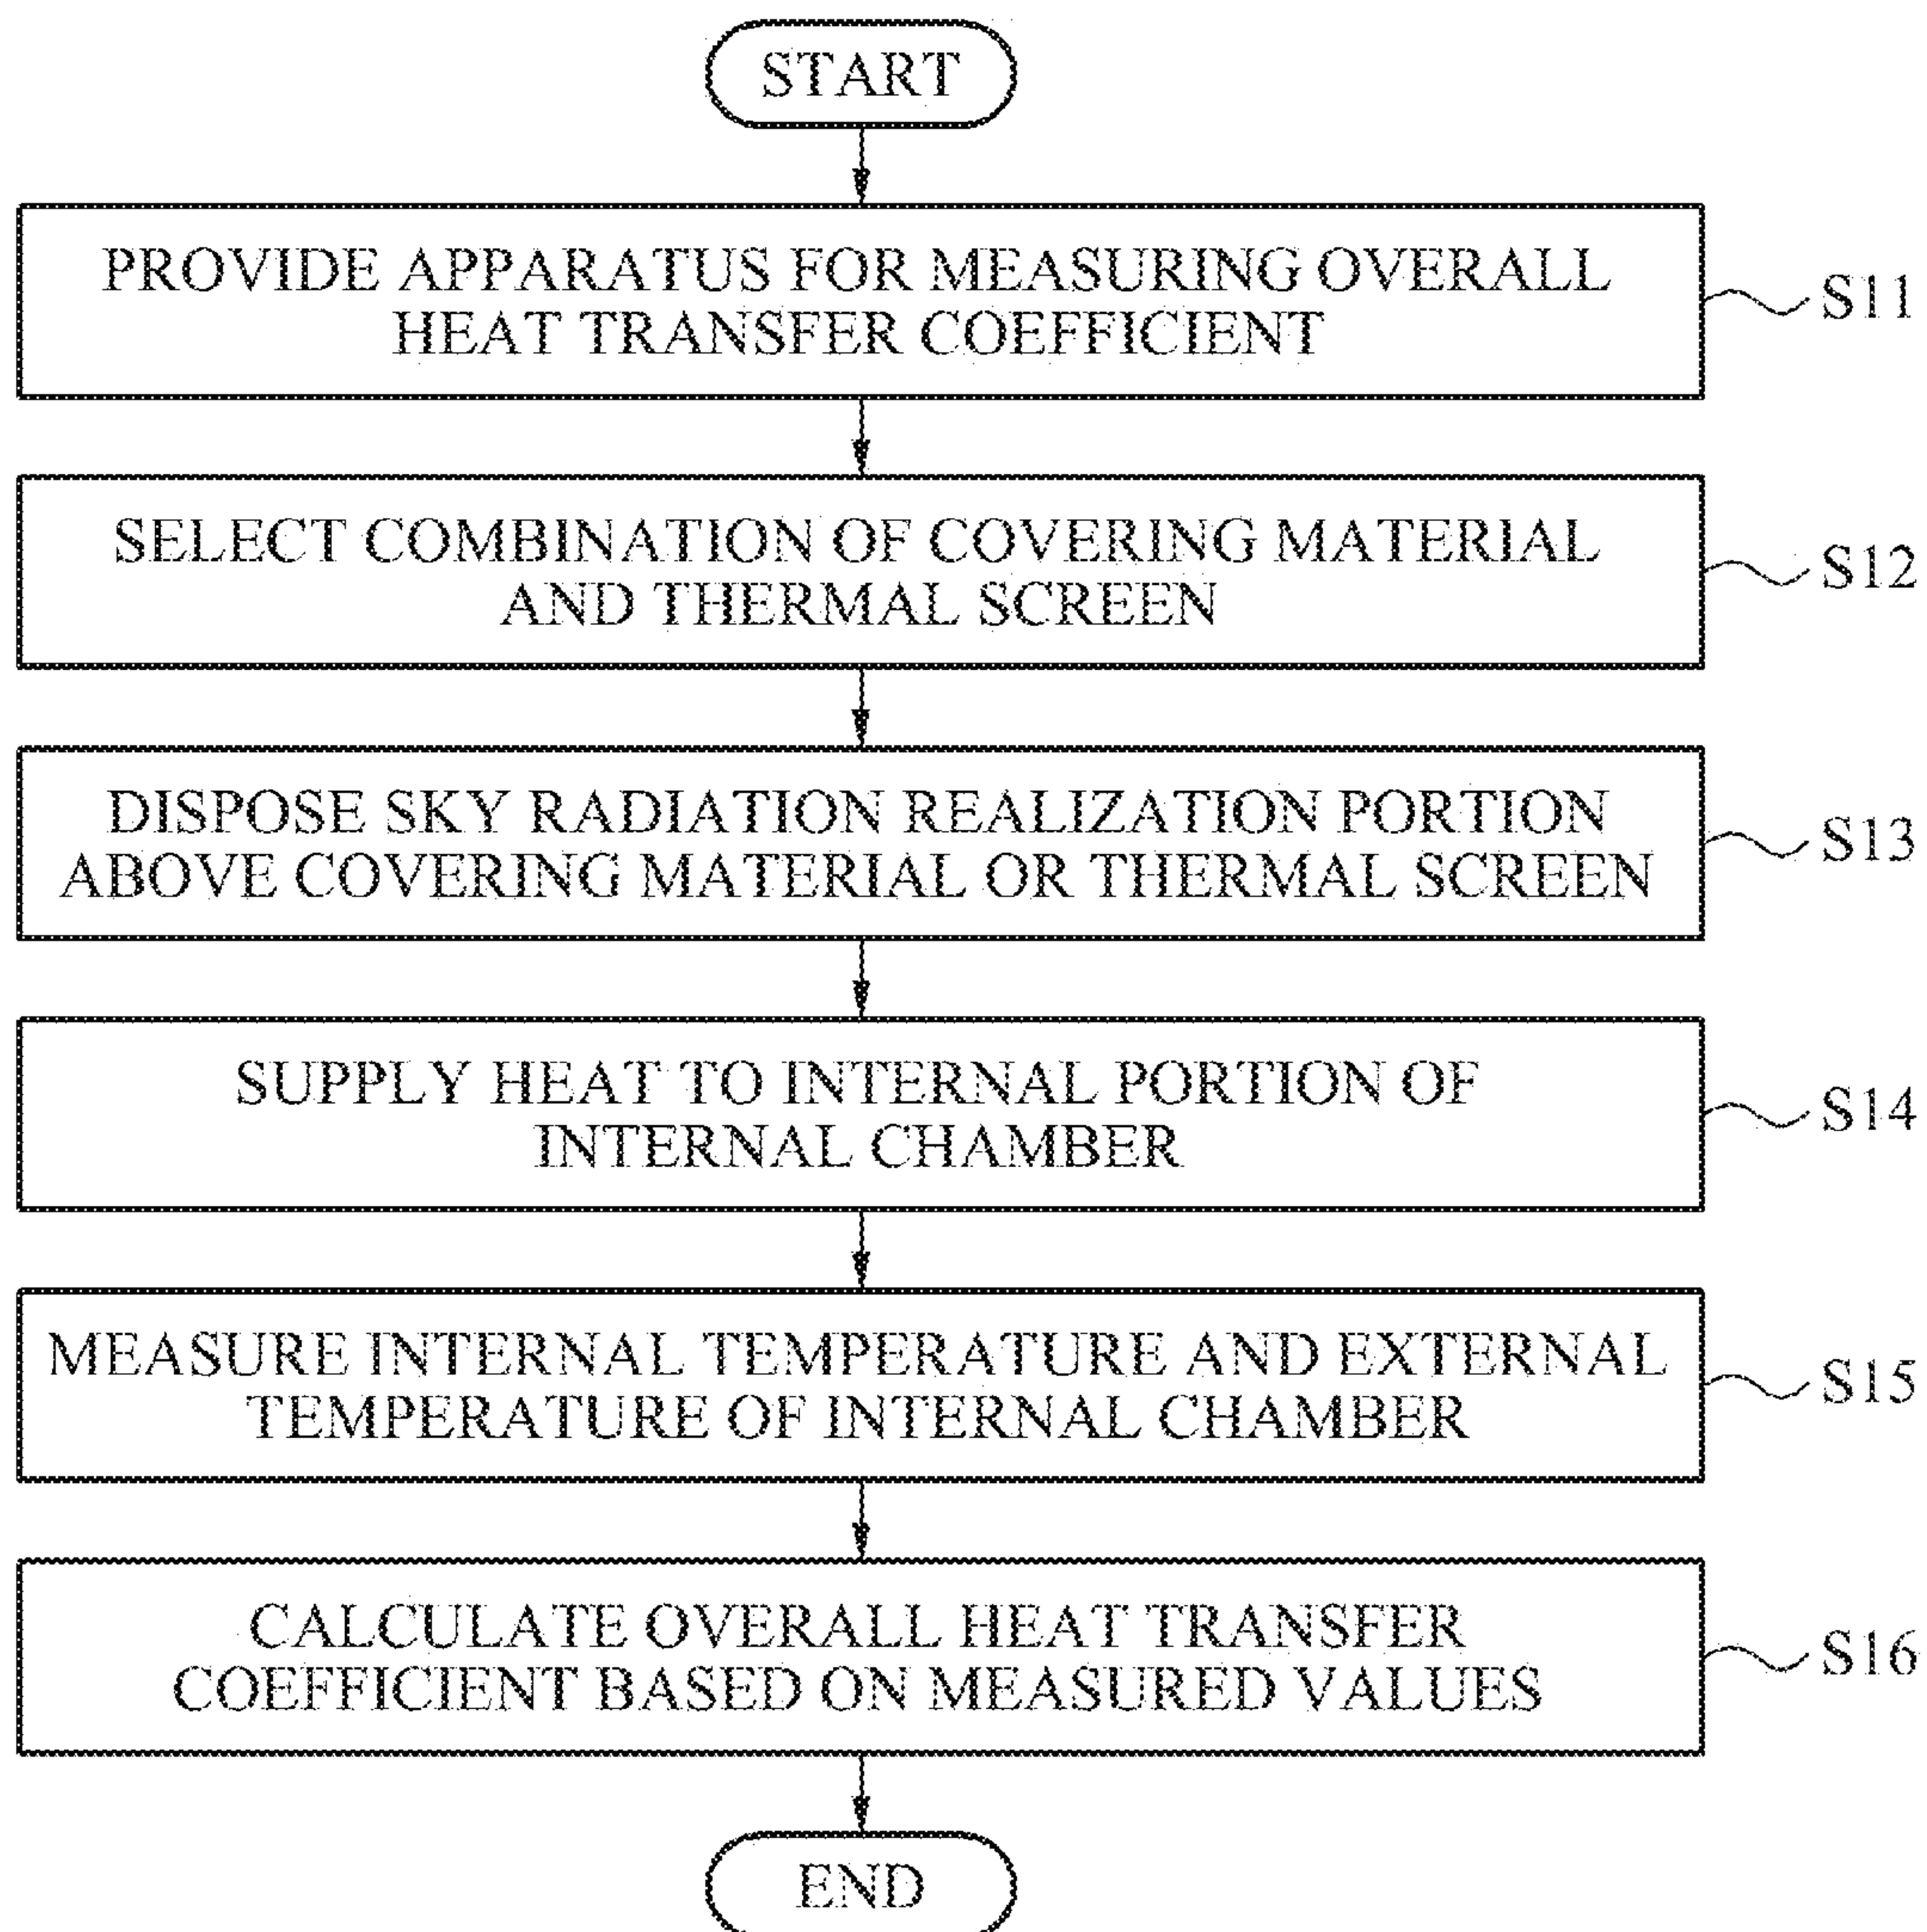 START
PROVIDE APPARATUS FOR MEASURING OVERALL
HEAT TRANSFER COEFFICIENT
S11
SELECT COMBINATION OF COVERING MATERIAL
AND THERMAL SCREEN
S12
DISPOSE SKY RADIATION REALIZATION PORTION
ABOVE COVERING MATERIAL OR THERMAL SCREEN
S13
SUPPLY HEAT TO INTERNAL PORTION OF
INTERNAL CHAMBER
S14
MEASURE INTERNAL TEMPERATURE AND EXTERNAL
TEMPERATURE OF INTERNAL CHAMBER
S15
CALCULATE OVERALL HEAT TRANSFER
COEFFICIENT BASED ON MEASURED VALUES
S16
END